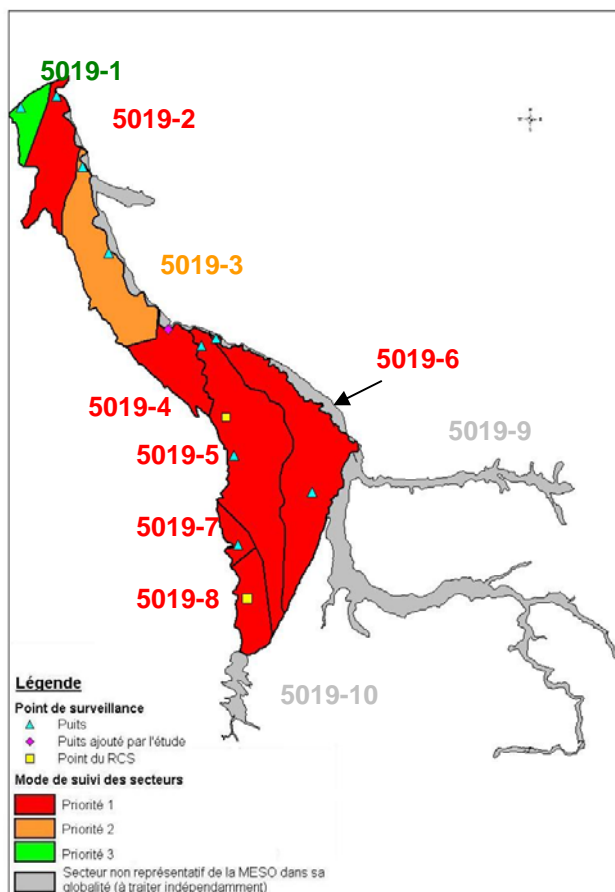 5019-1
5019-2
5019-3
5019-6
5019-4
5019-9
5019-5
5019-7
5019-8
5019-10
Légende
Point de surveillance
Puits
Puits ajouté par l'étude
Point du RCS
Mode de suivi des secteurs
Priorité 1
Priorité 2
Priorité 3
Secteur non représentatif de la MESO dans sa
globalité (à traiter indépendamment)